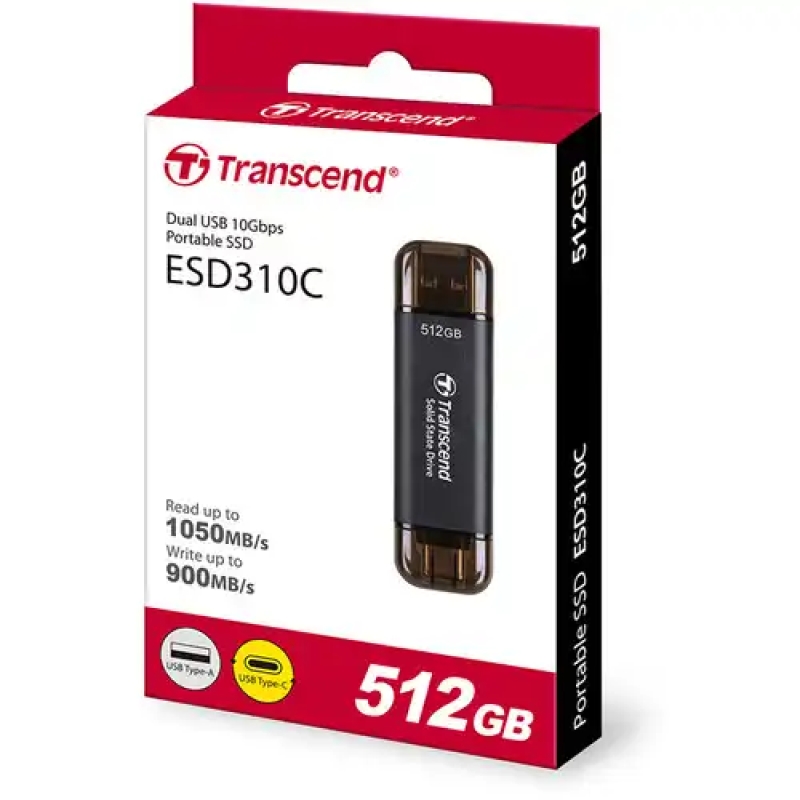 Transcend
Transcend®
Dual USB 10Gbps
Portable SSD
ESD310C
512GB
Transcend
Solid State Drive
Read up to
1050MB/s
Write up to
900MB/s
USB Type-A
USB Type-C
512GB
512GB
Portable SSD ESD310C